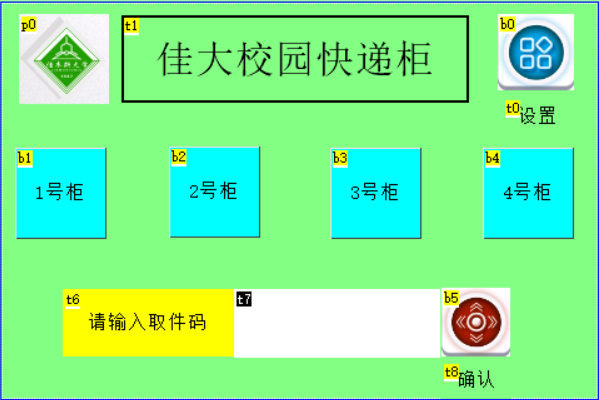 p0
t1
佳大校园快递柜
b0
t0
设置
b1
1号柜
b2
2号柜
b3
3号柜
b4
4号柜
t6
请输入取件码
t7
b5
t8
确认